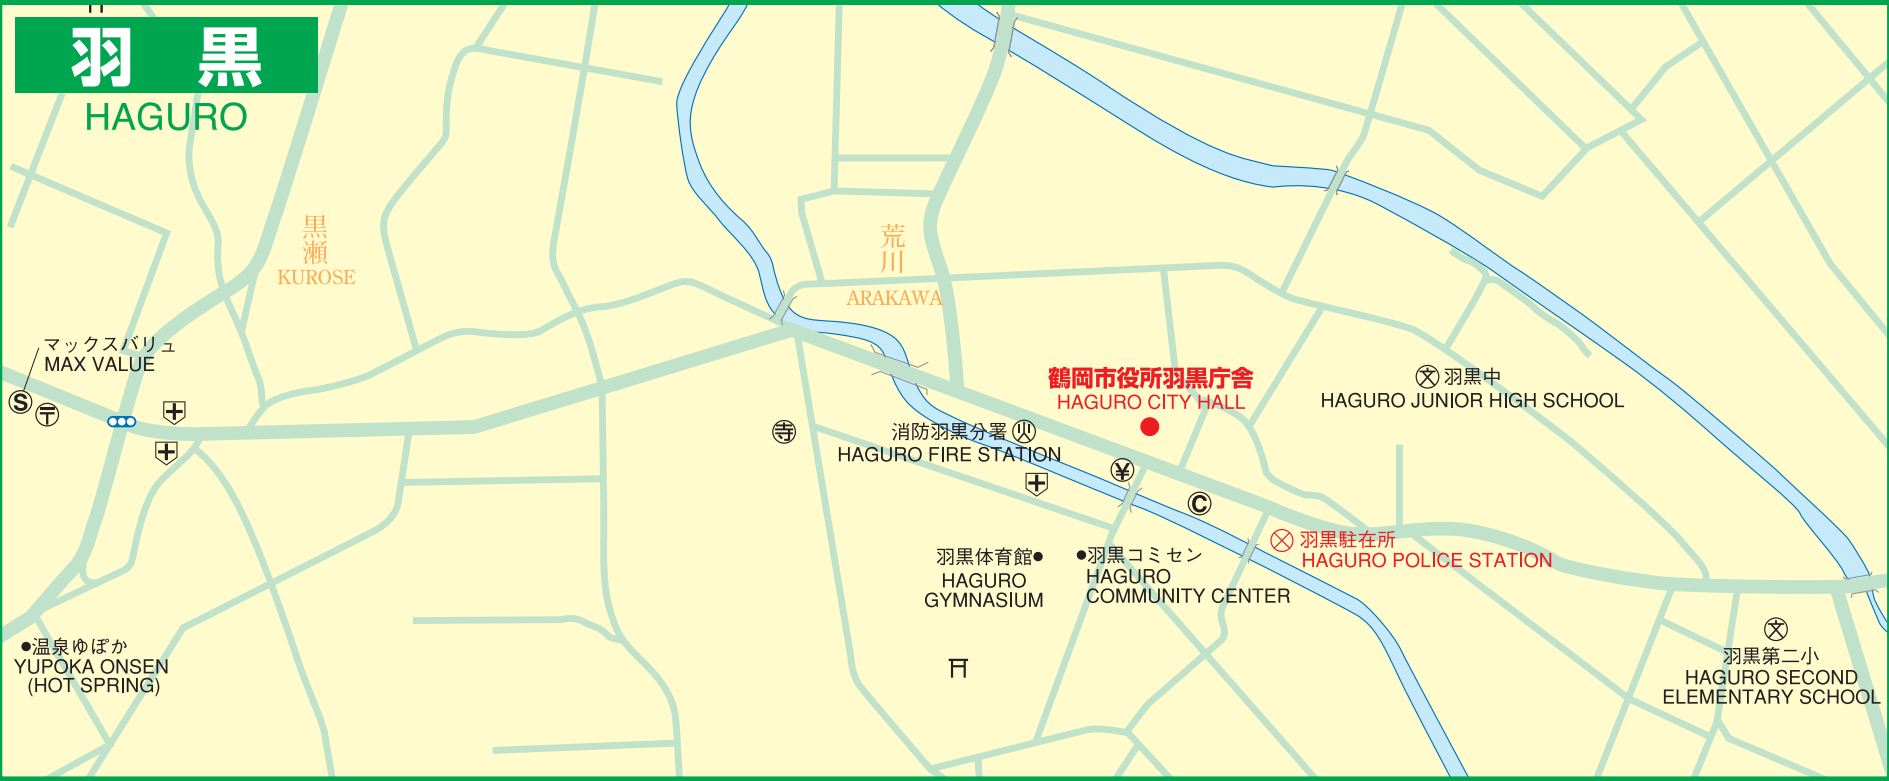 羽 黒
HAGURO
黒瀬
KUROSE
荒川
ARAKAWA
マックスバリュ
MAX VALUE
S
〒
鶴岡市役所羽黒庁舎
HAGURO CITY HALL
文 羽黒中
HAGURO JUNIOR HIGH SCHOOL
寺
消防羽黒分署 火
HAGURO FIRE STATION
¥
C
羽黒駐在所
HAGURO POLICE STATION
羽黒体育館
HAGURO
GYMNASIUM
羽黒コミセン
HAGURO
COMMUNITY CENTER
温泉ゆぽか
YUPOKA ONSEN
(HOT SPRING)
文
羽黒第二小
HAGURO SECOND
ELEMENTARY SCHOOL